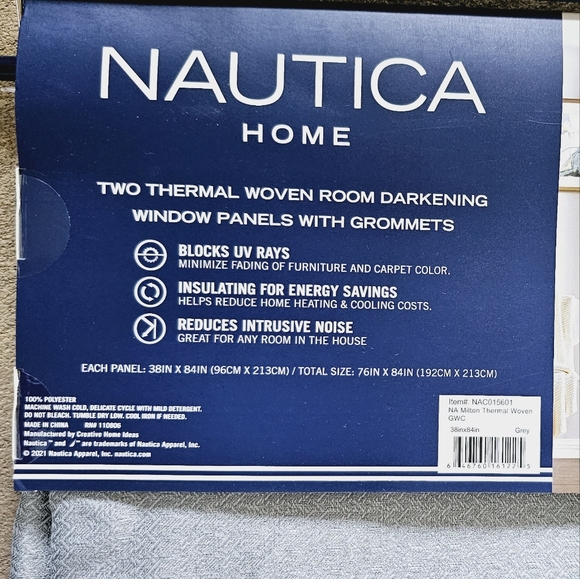 NAUTICA
HOME
TWO THERMAL WOVEN ROOM DARKENING
WINDOW PANELS WITH GROMMETS
BLOCKS UV RAYS
MINIMIZE FADING OF FURNITURE AND CARPET COLOR.
INSULATING FOR ENERGY SAVINGS
HELPS REDUCE HOME HEATING & COOLING COSTS.
REDUCES INTRUSIVE NOISE
GREAT FOR ANY ROOM IN THE HOUSE
EACH PANEL: 38IN X 84IN (96CM X 213CM) / TOTAL SIZE: 76IN X 84IN (192CM X 213CM)
100% POLYESTER
MACHINE WASH COLD, DELICATE CYCLE WITH MILD DETERGENT.
DO NOT BLEACH. TUMBLE DRY LOW. COOL IRON IF NEEDED.
MADE IN CHINA RN# 110806
Manufactured by Creative Home Ideas
Nautica™ and ™ are trademarks of Nautica Apparel, Inc.
© 2021 Nautica Apparel, Inc. nautica.com
Item#: NAC015601
NA Milton Thermal Woven
GWC
38inx84in Grey
6 46760 16122 5